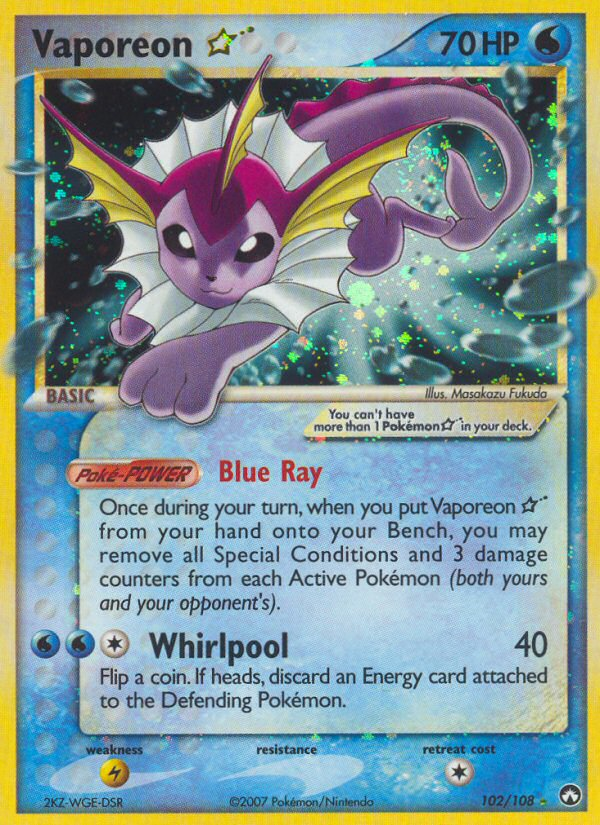 Vaporeon ☆
70 HP
BASIC
Illus. Masakazu Fukuda
You can't have
more than 1 Pokémon☆ in your deck.
Poké-POWER Blue Ray
Once during your turn, when you put Vaporeon ☆
from your hand onto your Bench, you may
remove all Special Conditions and 3 damage
counters from each Active Pokémon (both yours
and your opponent's).
Whirlpool 40
Flip a coin. If heads, discard an Energy card attached
to the Defending Pokémon.
weakness resistance retreat cost
2KZ-WGE-DSR ©2007 Pokémon/Nintendo 102/108